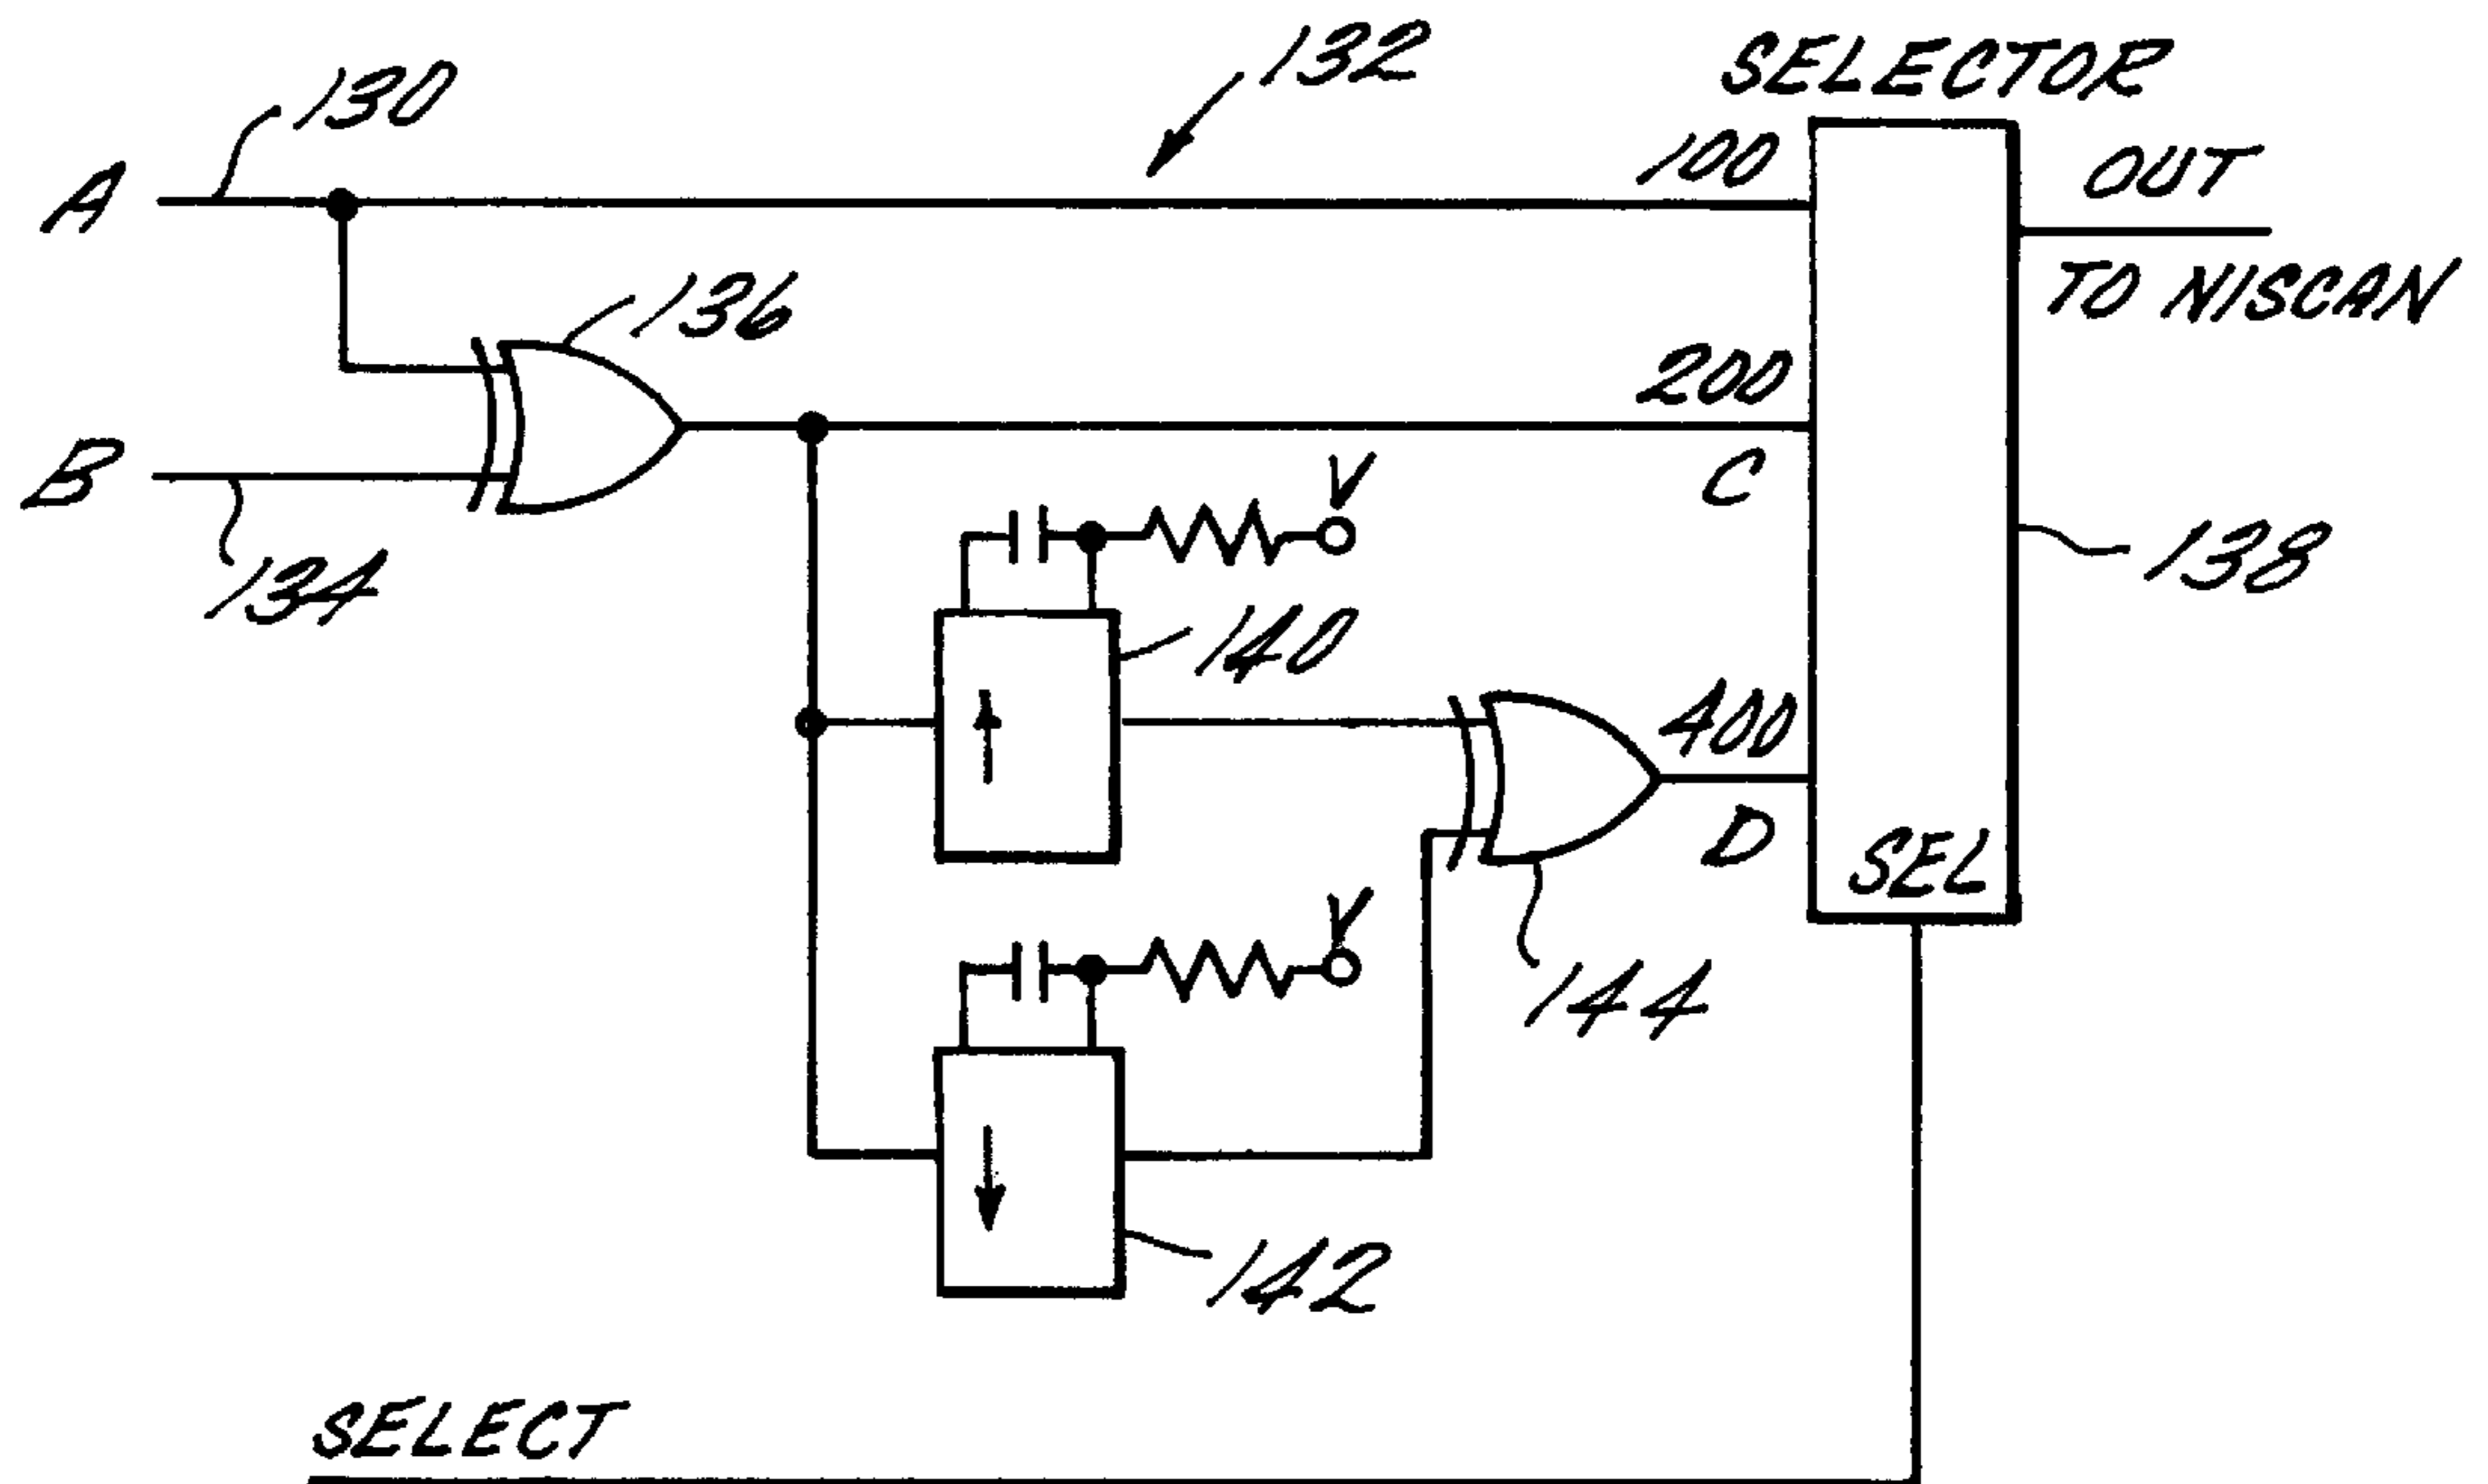 132
SELECTOR
130
100
OUT
A
136
TO NISCAN
200
B
C
V
134
138
140
400
D
SEL
V
144
142
SELECT